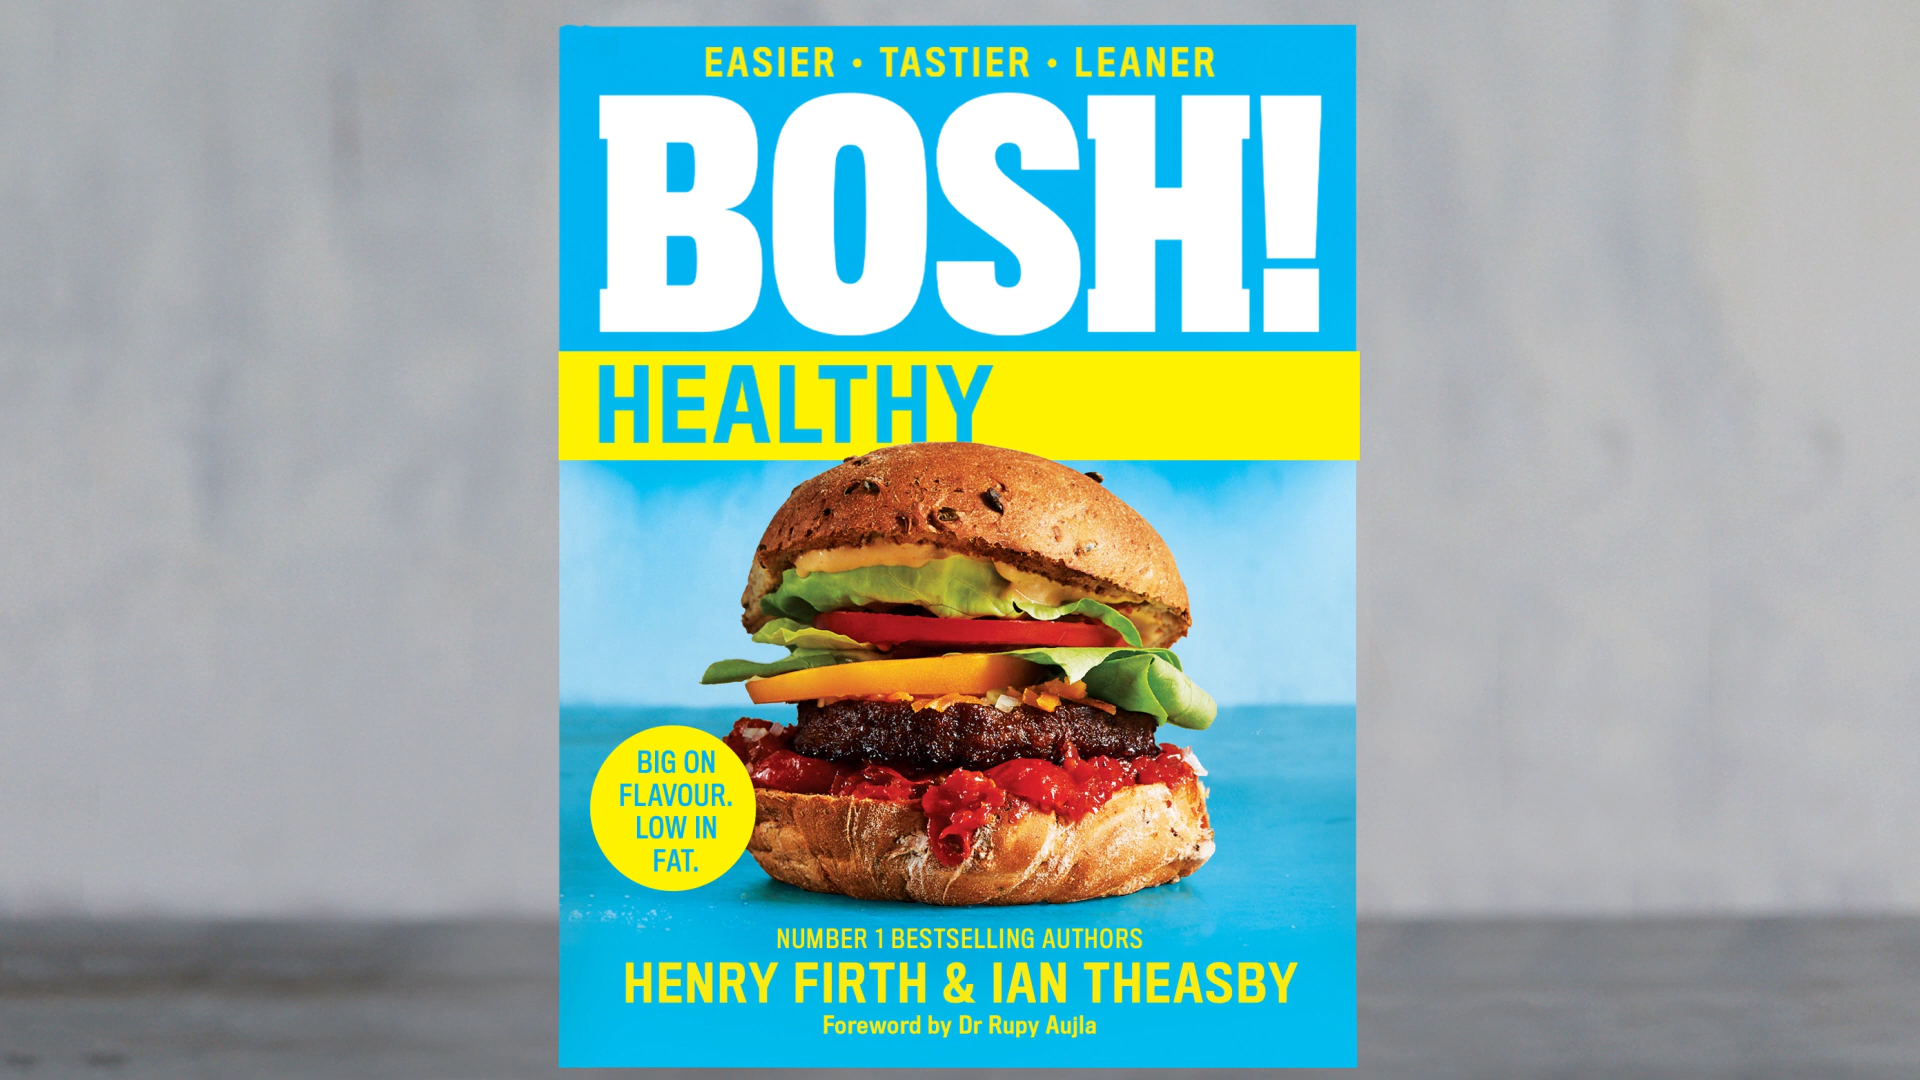 EASIER • TASTIER • LEANER
BOSH!
HEALTHY
BIG ON
FLAVOUR.
LOW IN
FAT.
NUMBER 1 BESTSELLING AUTHORS
HENRY FIRTH & IAN THEASBY
Foreword by Dr Rupy Aujla